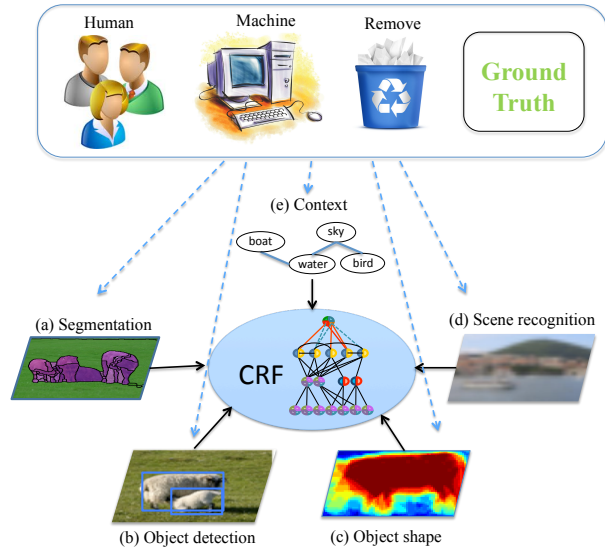 Human
Machine
Remove
Ground
Truth
(e) Context
sky
boat
water
bird
(a) Segmentation
(d) Scene recognition
CRF
(b) Object detection
(c) Object shape